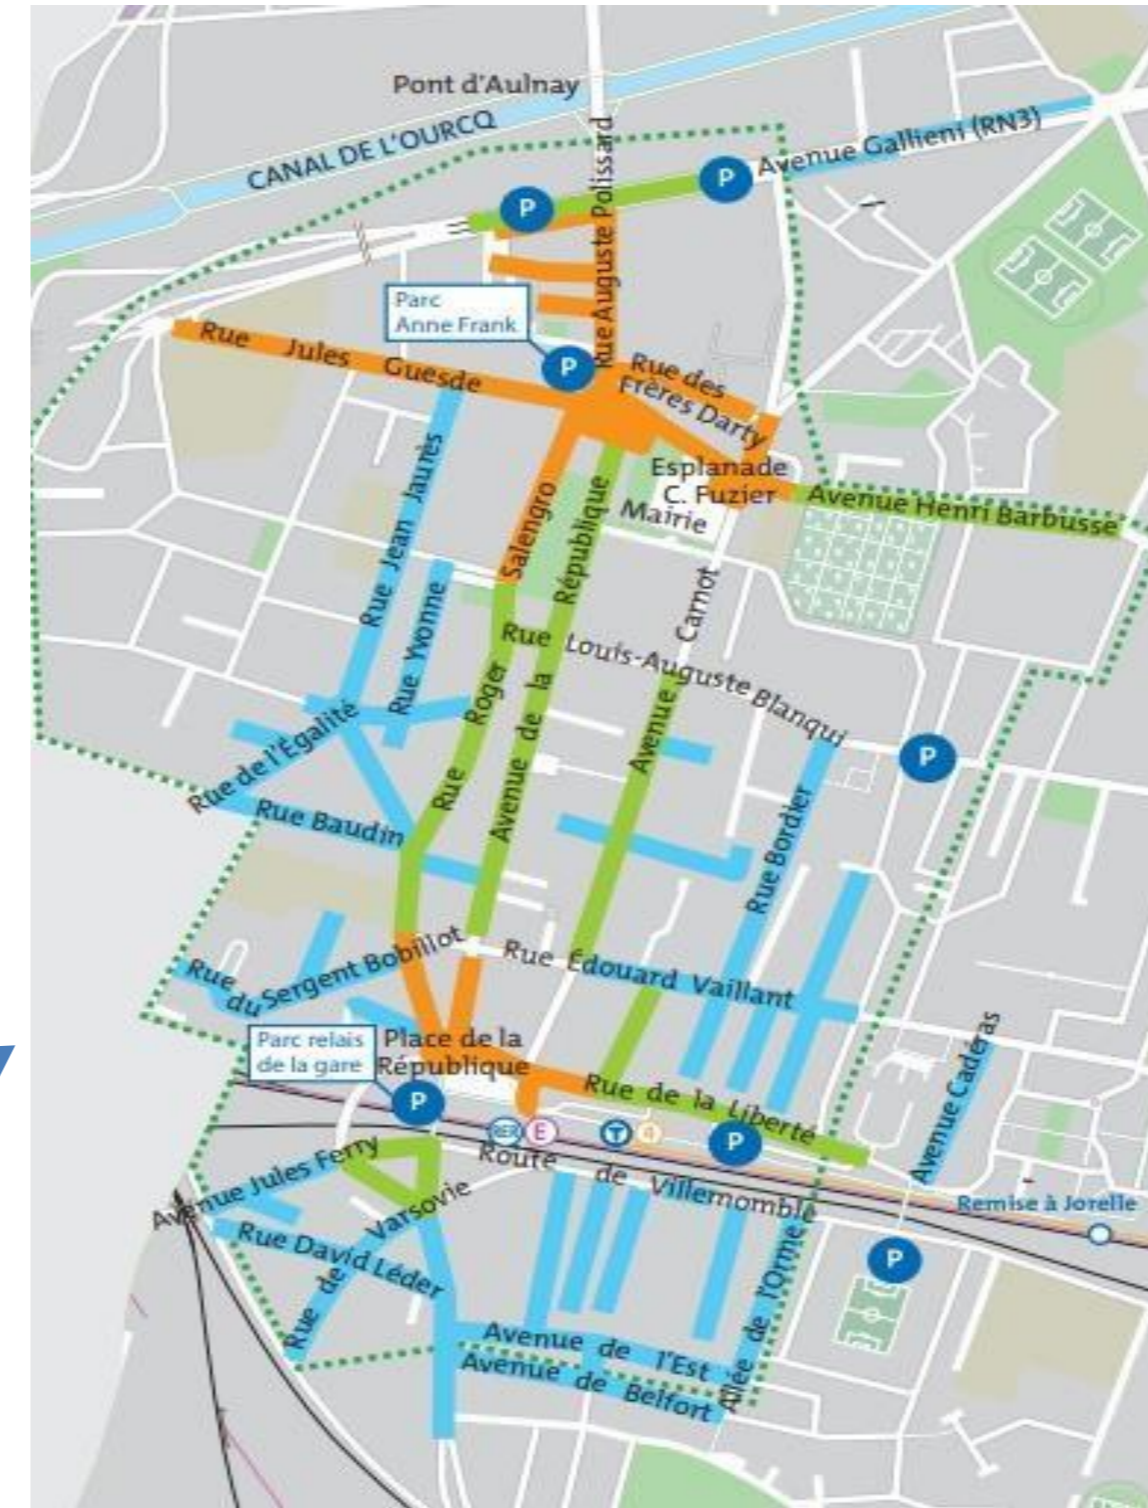 Pont d'Aulnay
CANAL DE L'OURCQ
Avenue Gallieni (RN3)
P
P
Rue Auguste Polissard
Parc
Anne Frank
P
Rue Jules Guesde
Rue des
Frères Darty
Esplanade
C. Fuzier
Mairie
Avenue Henri Barbusse
Rue Jean Jaurès
Rue Yvonne
Rue Roger Salengro
Avenue de la République
Avenue Carnot
Rue Louis-Auguste Blanqui
P
Rue de l'Égalité
Rue Baudin
Rue Bordier
Rue du Sergent Bobillot
Rue Édouard Vaillant
Parc relais
de la gare
Place de la
République
P
Rue de la Liberté
Avenue Cadéras
RER E
T 4
P
Route de Villemomble
Remise à Jorelle
Avenue Jules Ferry
Rue de Varsovie
Rue David Léder
P
Allée de l'Orme
Avenue de l'Est
Avenue de Belfort